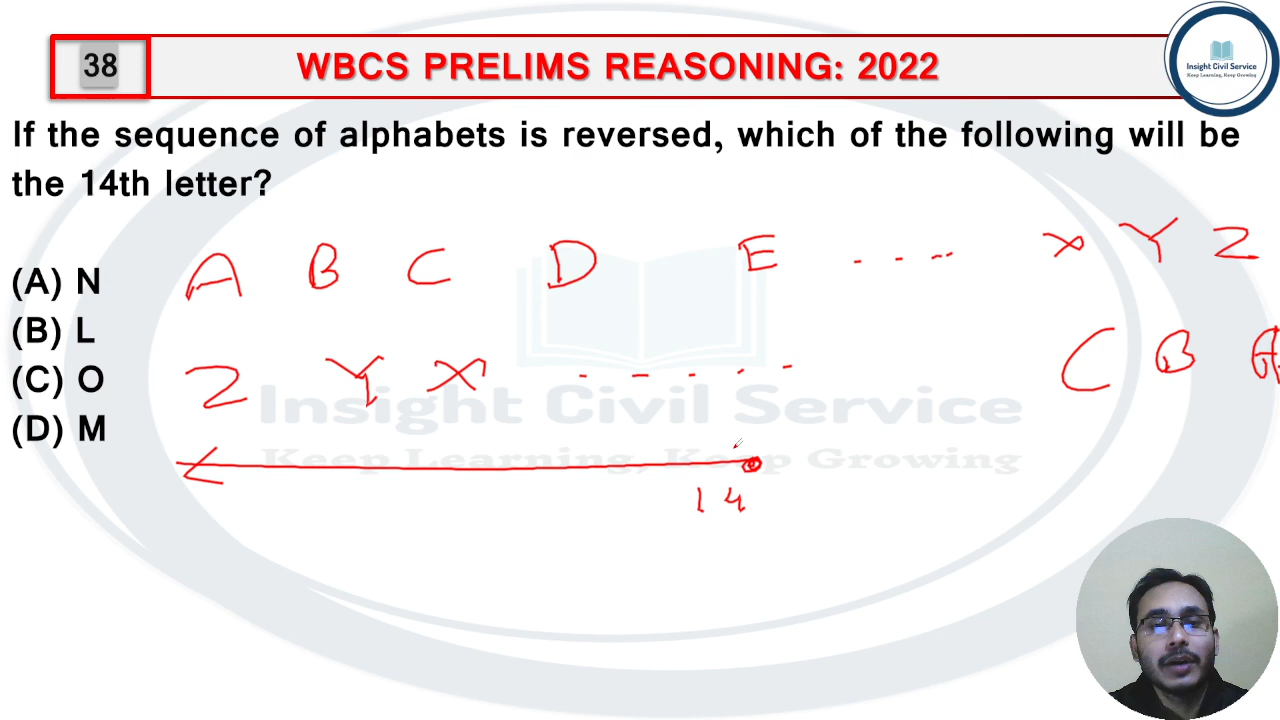 38
WBCS PRELIMS REASONING: 2022
Insight Civil Service
Keep Learning, Keep Growing
If the sequence of alphabets is reversed, which of the following will be
the 14th letter?
A B C D E .... X Y Z
(A) N
(B) L
Z Y X ..... C B A
(C) O
Insight Civil Service
(D) M
Keep Learning, Keep Growing
14